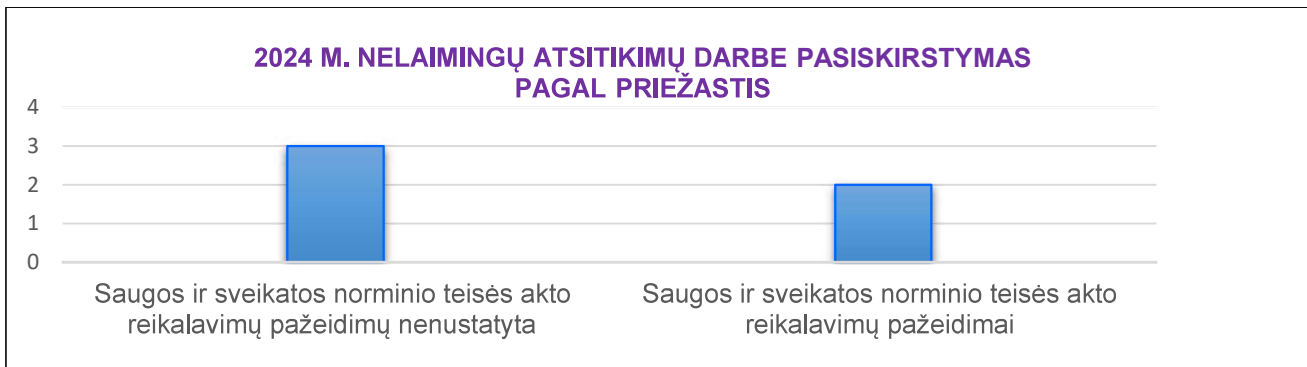 2024 M. NELAIMINGŲ ATSITIKIMŲ DARBE PASISKIRSTYMAS
PAGAL PRIEŽASTIS
4
3
2
1
0
Saugos ir sveikatos norminio teisės akto
reikalavimų pažeidimų nenustatyta
Saugos ir sveikatos norminio teisės akto
reikalavimų pažeidimai